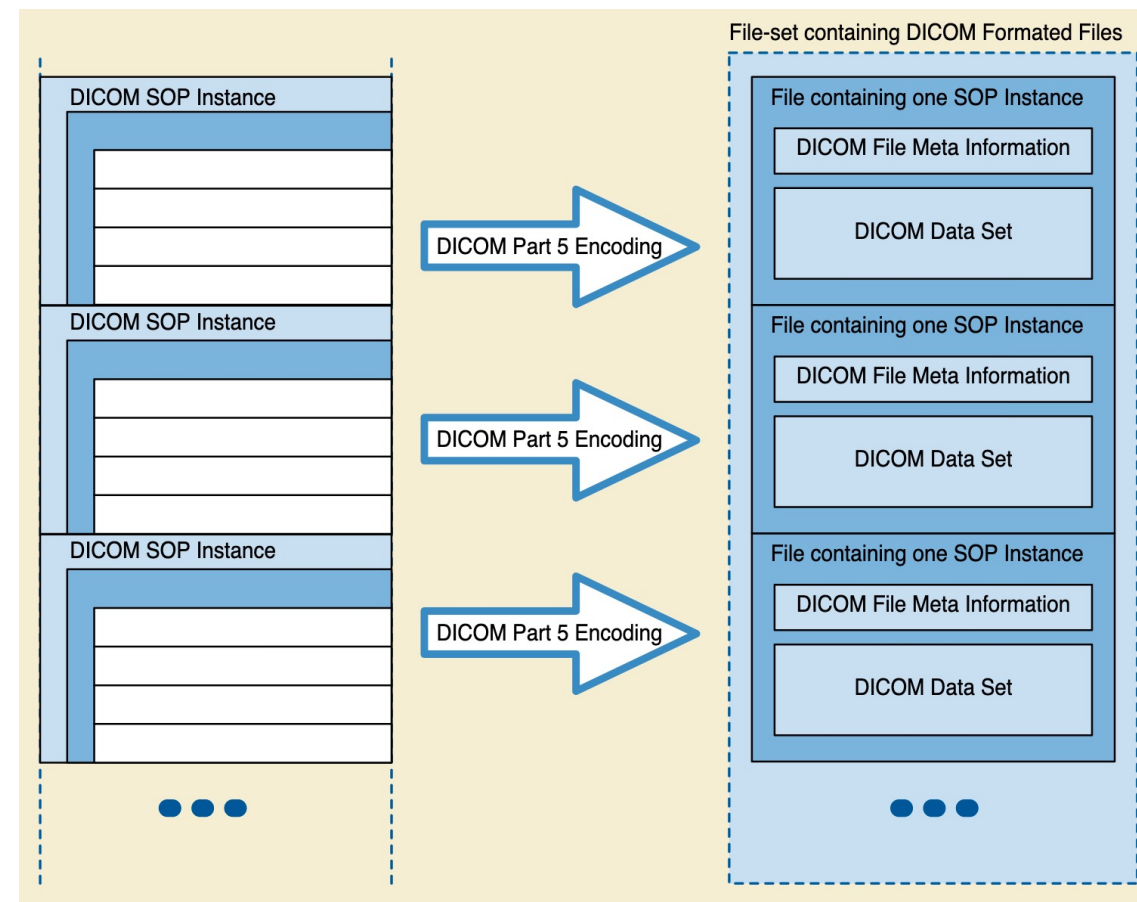 File-set containing DICOM Formated Files
DICOM SOP Instance
DICOM Part 5 Encoding
File containing one SOP Instance
DICOM File Meta Information
DICOM Data Set
DICOM SOP Instance
DICOM Part 5 Encoding
File containing one SOP Instance
DICOM File Meta Information
DICOM Data Set
DICOM SOP Instance
DICOM Part 5 Encoding
File containing one SOP Instance
DICOM File Meta Information
DICOM Data Set